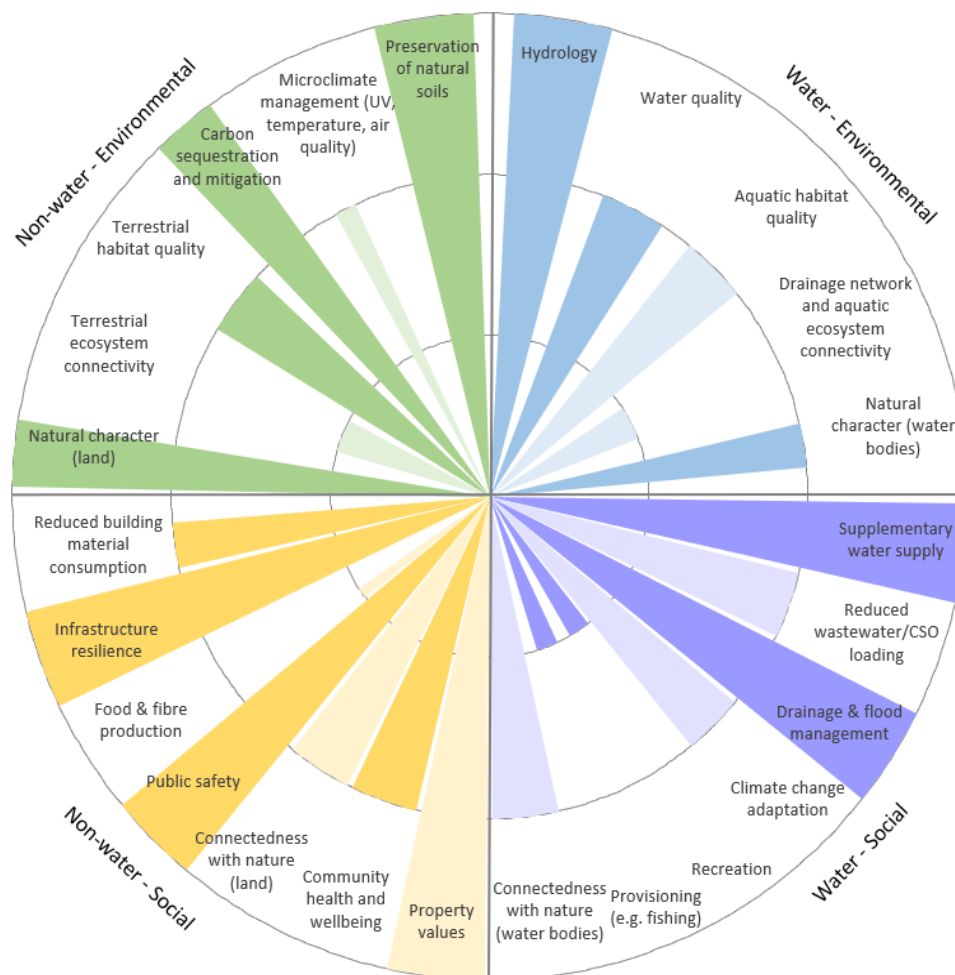 Non-water - Environmental
Water - Environmental
Preservation
of natural
soils
Microclimate
management (UV,
temperature, air
quality)
Carbon
sequestration
and mitigation
Terrestrial
habitat quality
Terrestrial
ecosystem
connectivity
Natural character
(land)
Hydrology
Water quality
Aquatic habitat
quality
Drainage network
and aquatic
ecosystem
connectivity
Natural
character (water
bodies)
Supplementary
water supply
Reduced
wastewater/CSO
loading
Drainage & flood
management
Climate change
adaptation
Recreation
Provisioning
(e.g. fishing)
Connectedness
with nature
(water bodies)
Water - Social
Reduced building
material
consumption
Infrastructure
resilience
Food & fibre
production
Public safety
Connectedness
with nature
(land)
Community
health and
wellbeing
Property
values
Non-water - Social